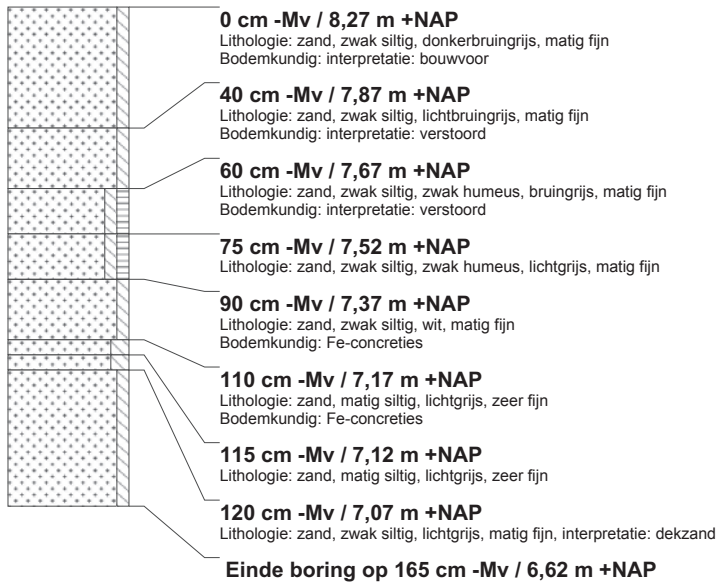 0 cm -Mv / 8,27 m +NAP
Lithologie: zand, zwak siltig, donkerbruingrijs, matig fijn
Bodemkundig: interpretatie: bouwvoor
40 cm -Mv / 7,87 m +NAP
Lithologie: zand, zwak siltig, lichtbruingrijs, matig fijn
Bodemkundig: interpretatie: verstoord
60 cm -Mv / 7,67 m +NAP
Lithologie: zand, zwak siltig, zwak humeus, bruingrijs, matig fijn
Bodemkundig: interpretatie: verstoord
75 cm -Mv / 7,52 m +NAP
Lithologie: zand, zwak siltig, zwak humeus, lichtgrijs, matig fijn
90 cm -Mv / 7,37 m +NAP
Lithologie: zand, zwak siltig, wit, matig fijn
Bodemkundig: Fe-concreties
110 cm -Mv / 7,17 m +NAP
Lithologie: zand, matig siltig, lichtgrijs, zeer fijn
Bodemkundig: Fe-concreties
115 cm -Mv / 7,12 m +NAP
Lithologie: zand, matig siltig, lichtgrijs, zeer fijn
120 cm -Mv / 7,07 m +NAP
Lithologie: zand, zwak siltig, lichtgrijs, matig fijn, interpretatie: dekzand
Einde boring op 165 cm -Mv / 6,62 m +NAP